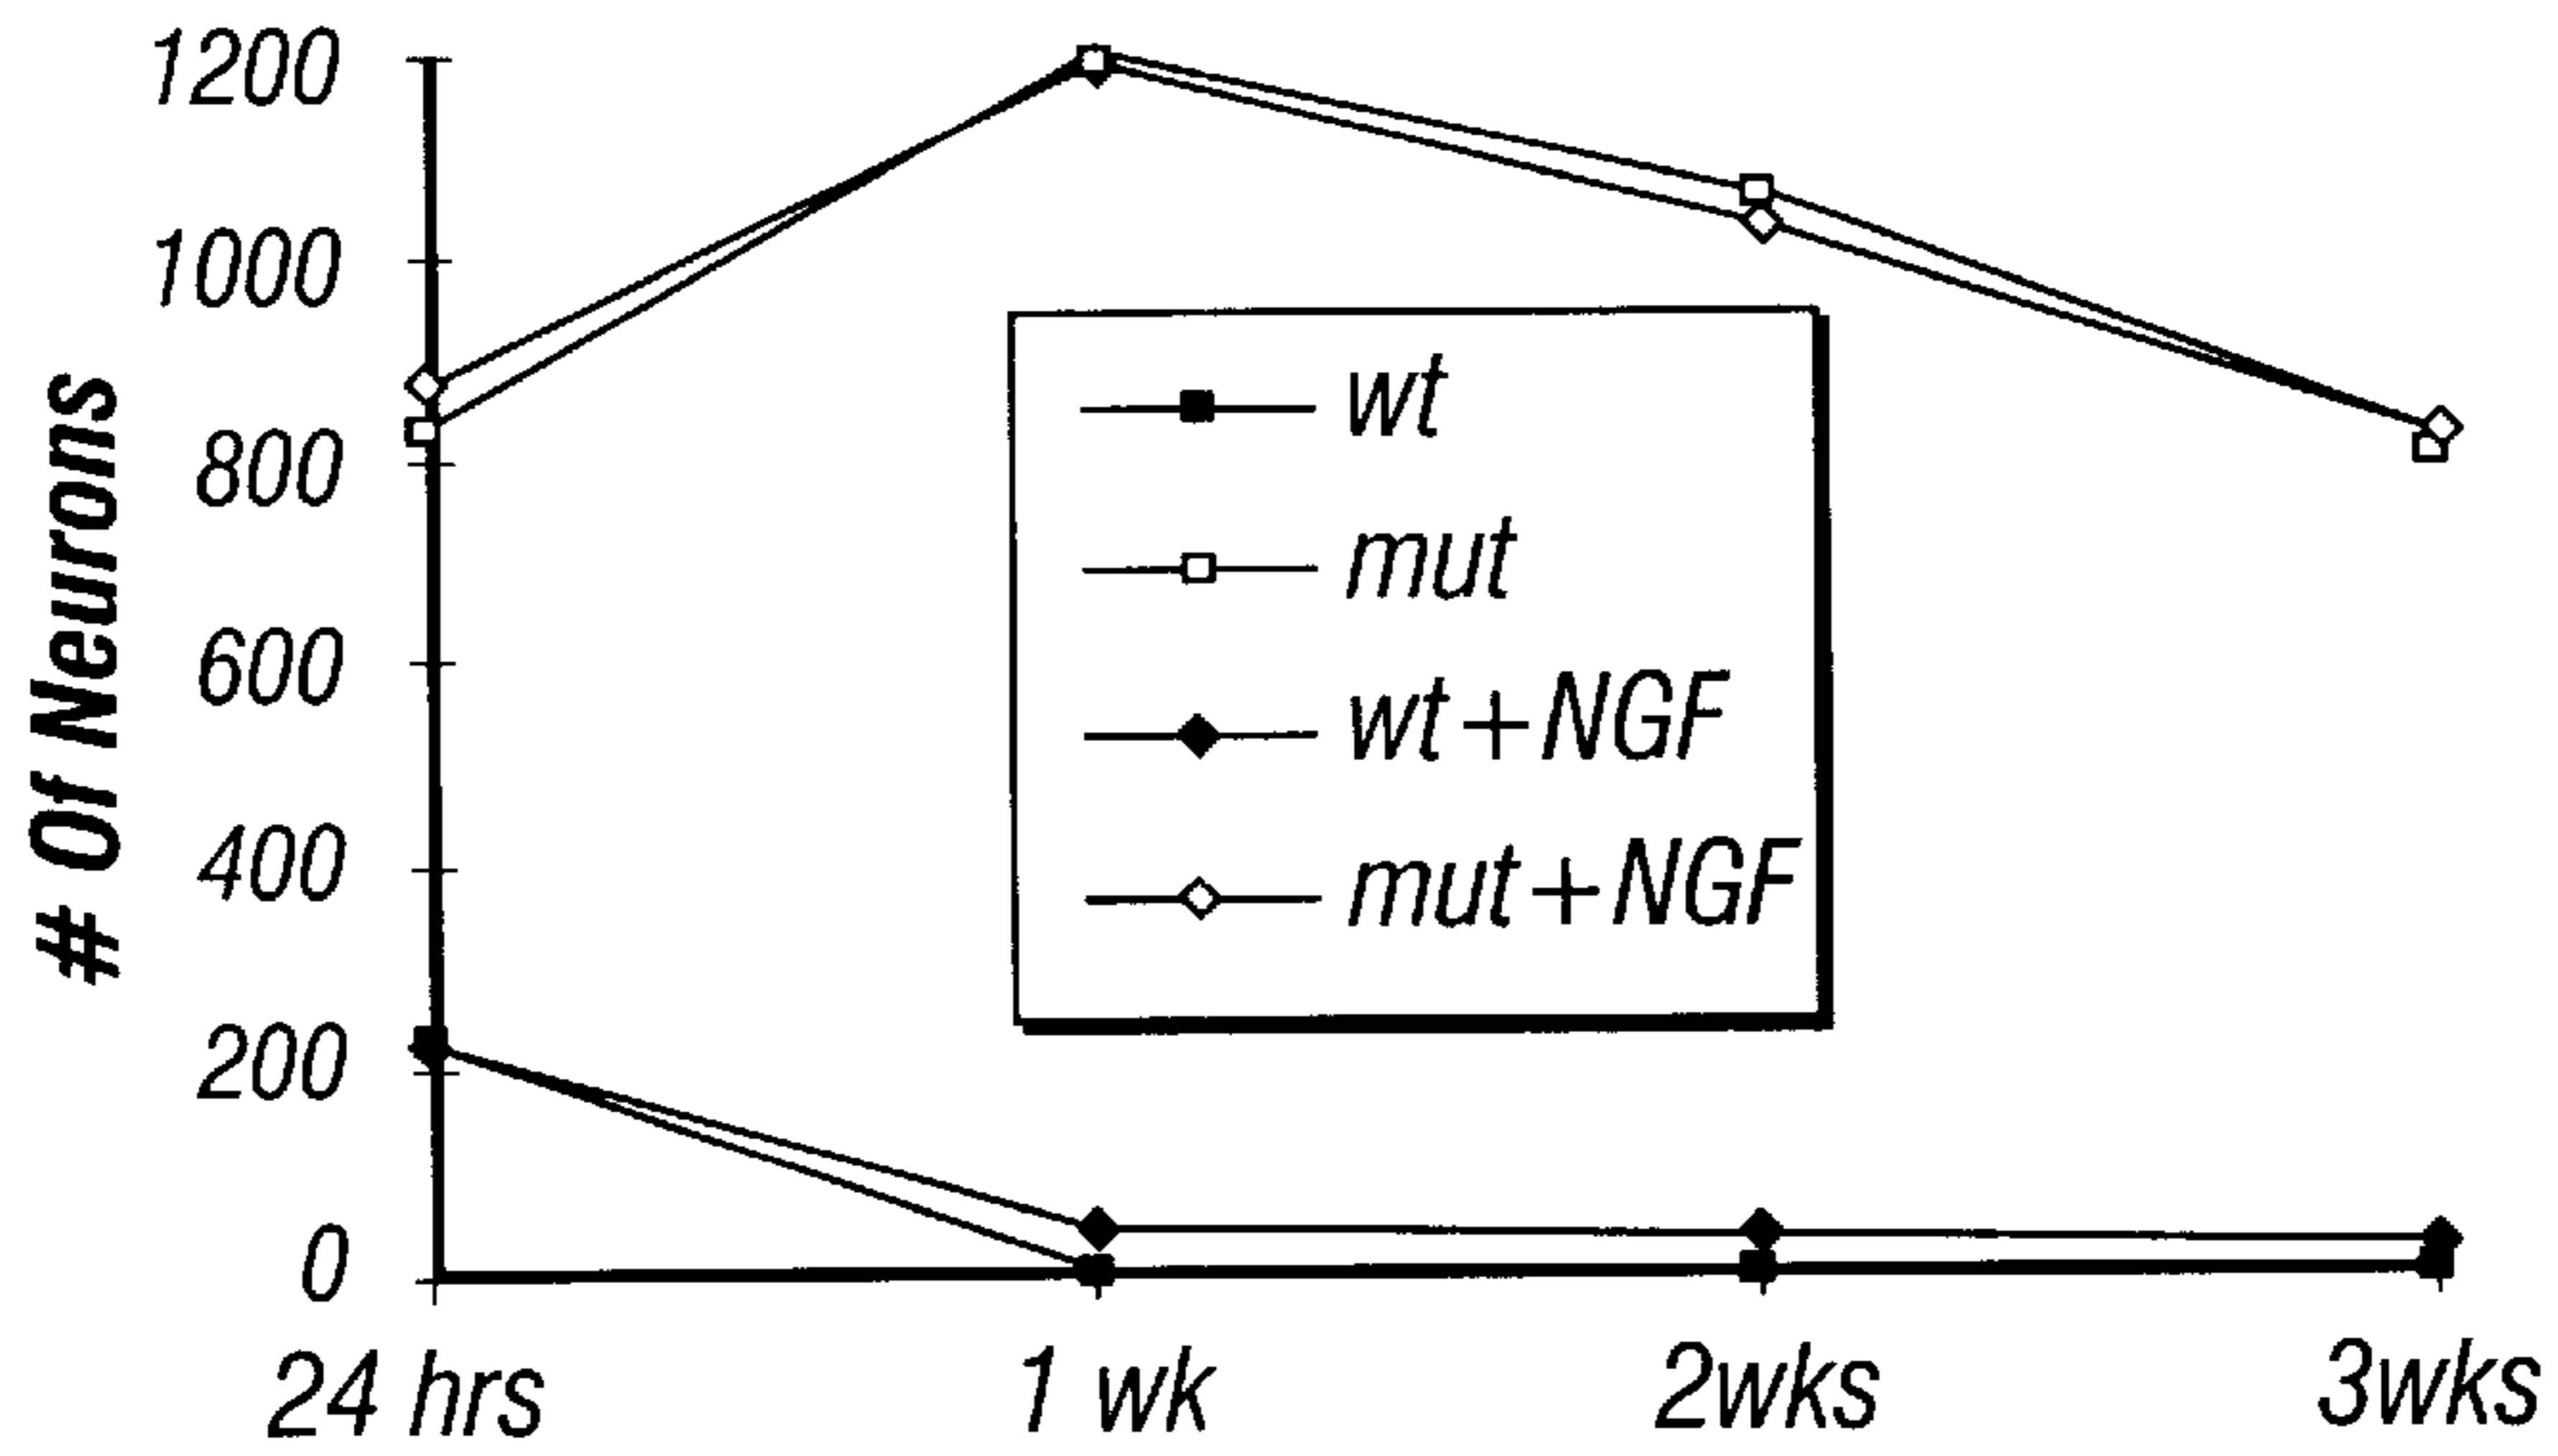 1200
1000
800
600
400
200
0
# Of Neurons
wt
mut
wt+NGF
mut+NGF
24 hrs
1 wk
2wks
3wks